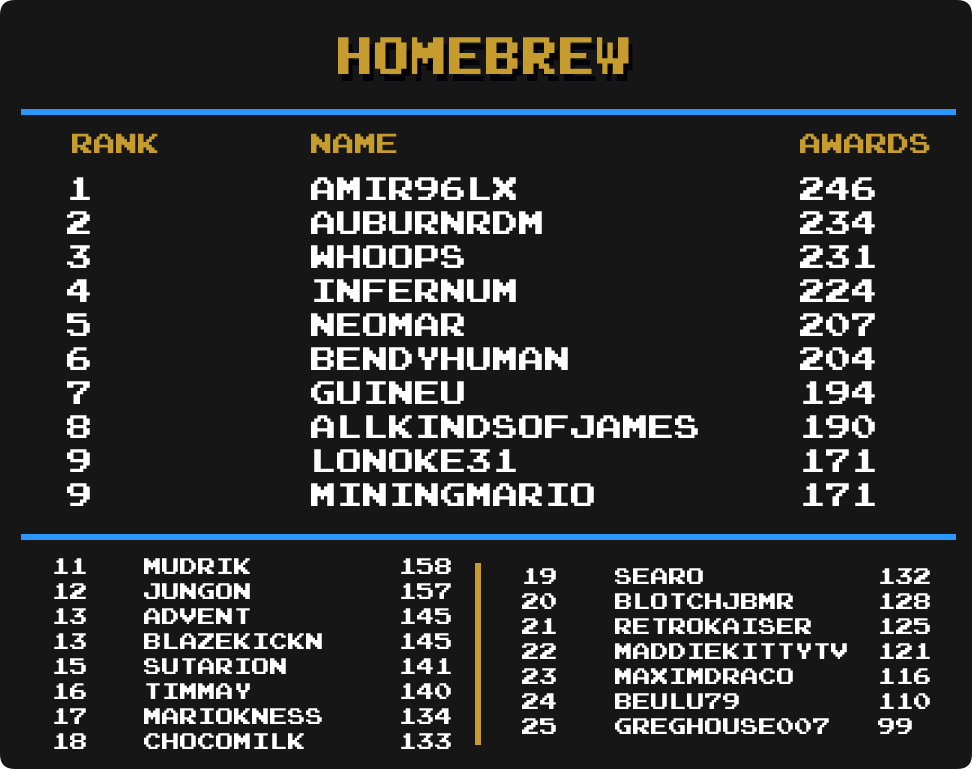 HOMEBREW
RANK NAME AWARDS
1 AMIR96LX 246
2 AUBURNRDM 234
3 WHOOPS 231
4 INFERNUM 224
5 NEOMAR 207
6 BENDYHUMAN 204
7 GUINEU 194
8 ALLKINDSOFJAMES 190
9 LONOKE31 171
9 MININGMARIO 171
11 MUDRIK 158
12 JUNGON 157
13 ADVENT 145
13 BLAZEKICKN 145
15 SUTARION 141
16 TIMMAY 140
17 MARIOKNESS 134
18 CHOCOMILK 133
19 SEARO 132
20 BLOTCHJBMR 128
21 RETROKAISER 125
22 MADDIEKITTYTV 121
23 MAXIMDRACO 116
24 BEULU79 110
25 GREGHOUSE007 99